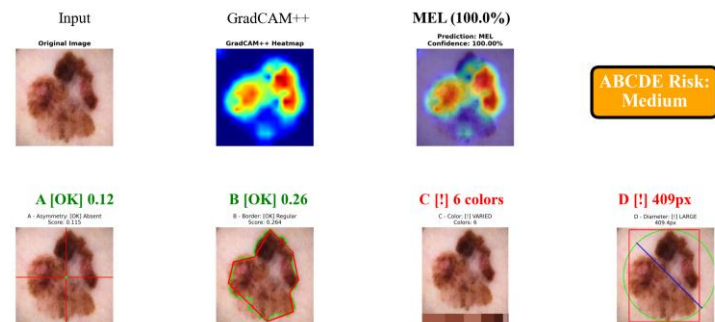 Input
GradCAM++
MEL (100.0%)
Original Image
GradCAM++ Heatmap
Prediction: MEL
Confidence: 100.00%
ABCDE Risk:
Medium
A [OK] 0.12
B [OK] 0.26
C [!] 6 colors
D [!] 409px
A - Asymmetry: [OK] Absent
Score: 0.115
B - Border: [OK] Regular
Score: 0.264
C - Color: [!] VARIED
Colors: 6
D - Diameter: [!] LARGE
409.4px